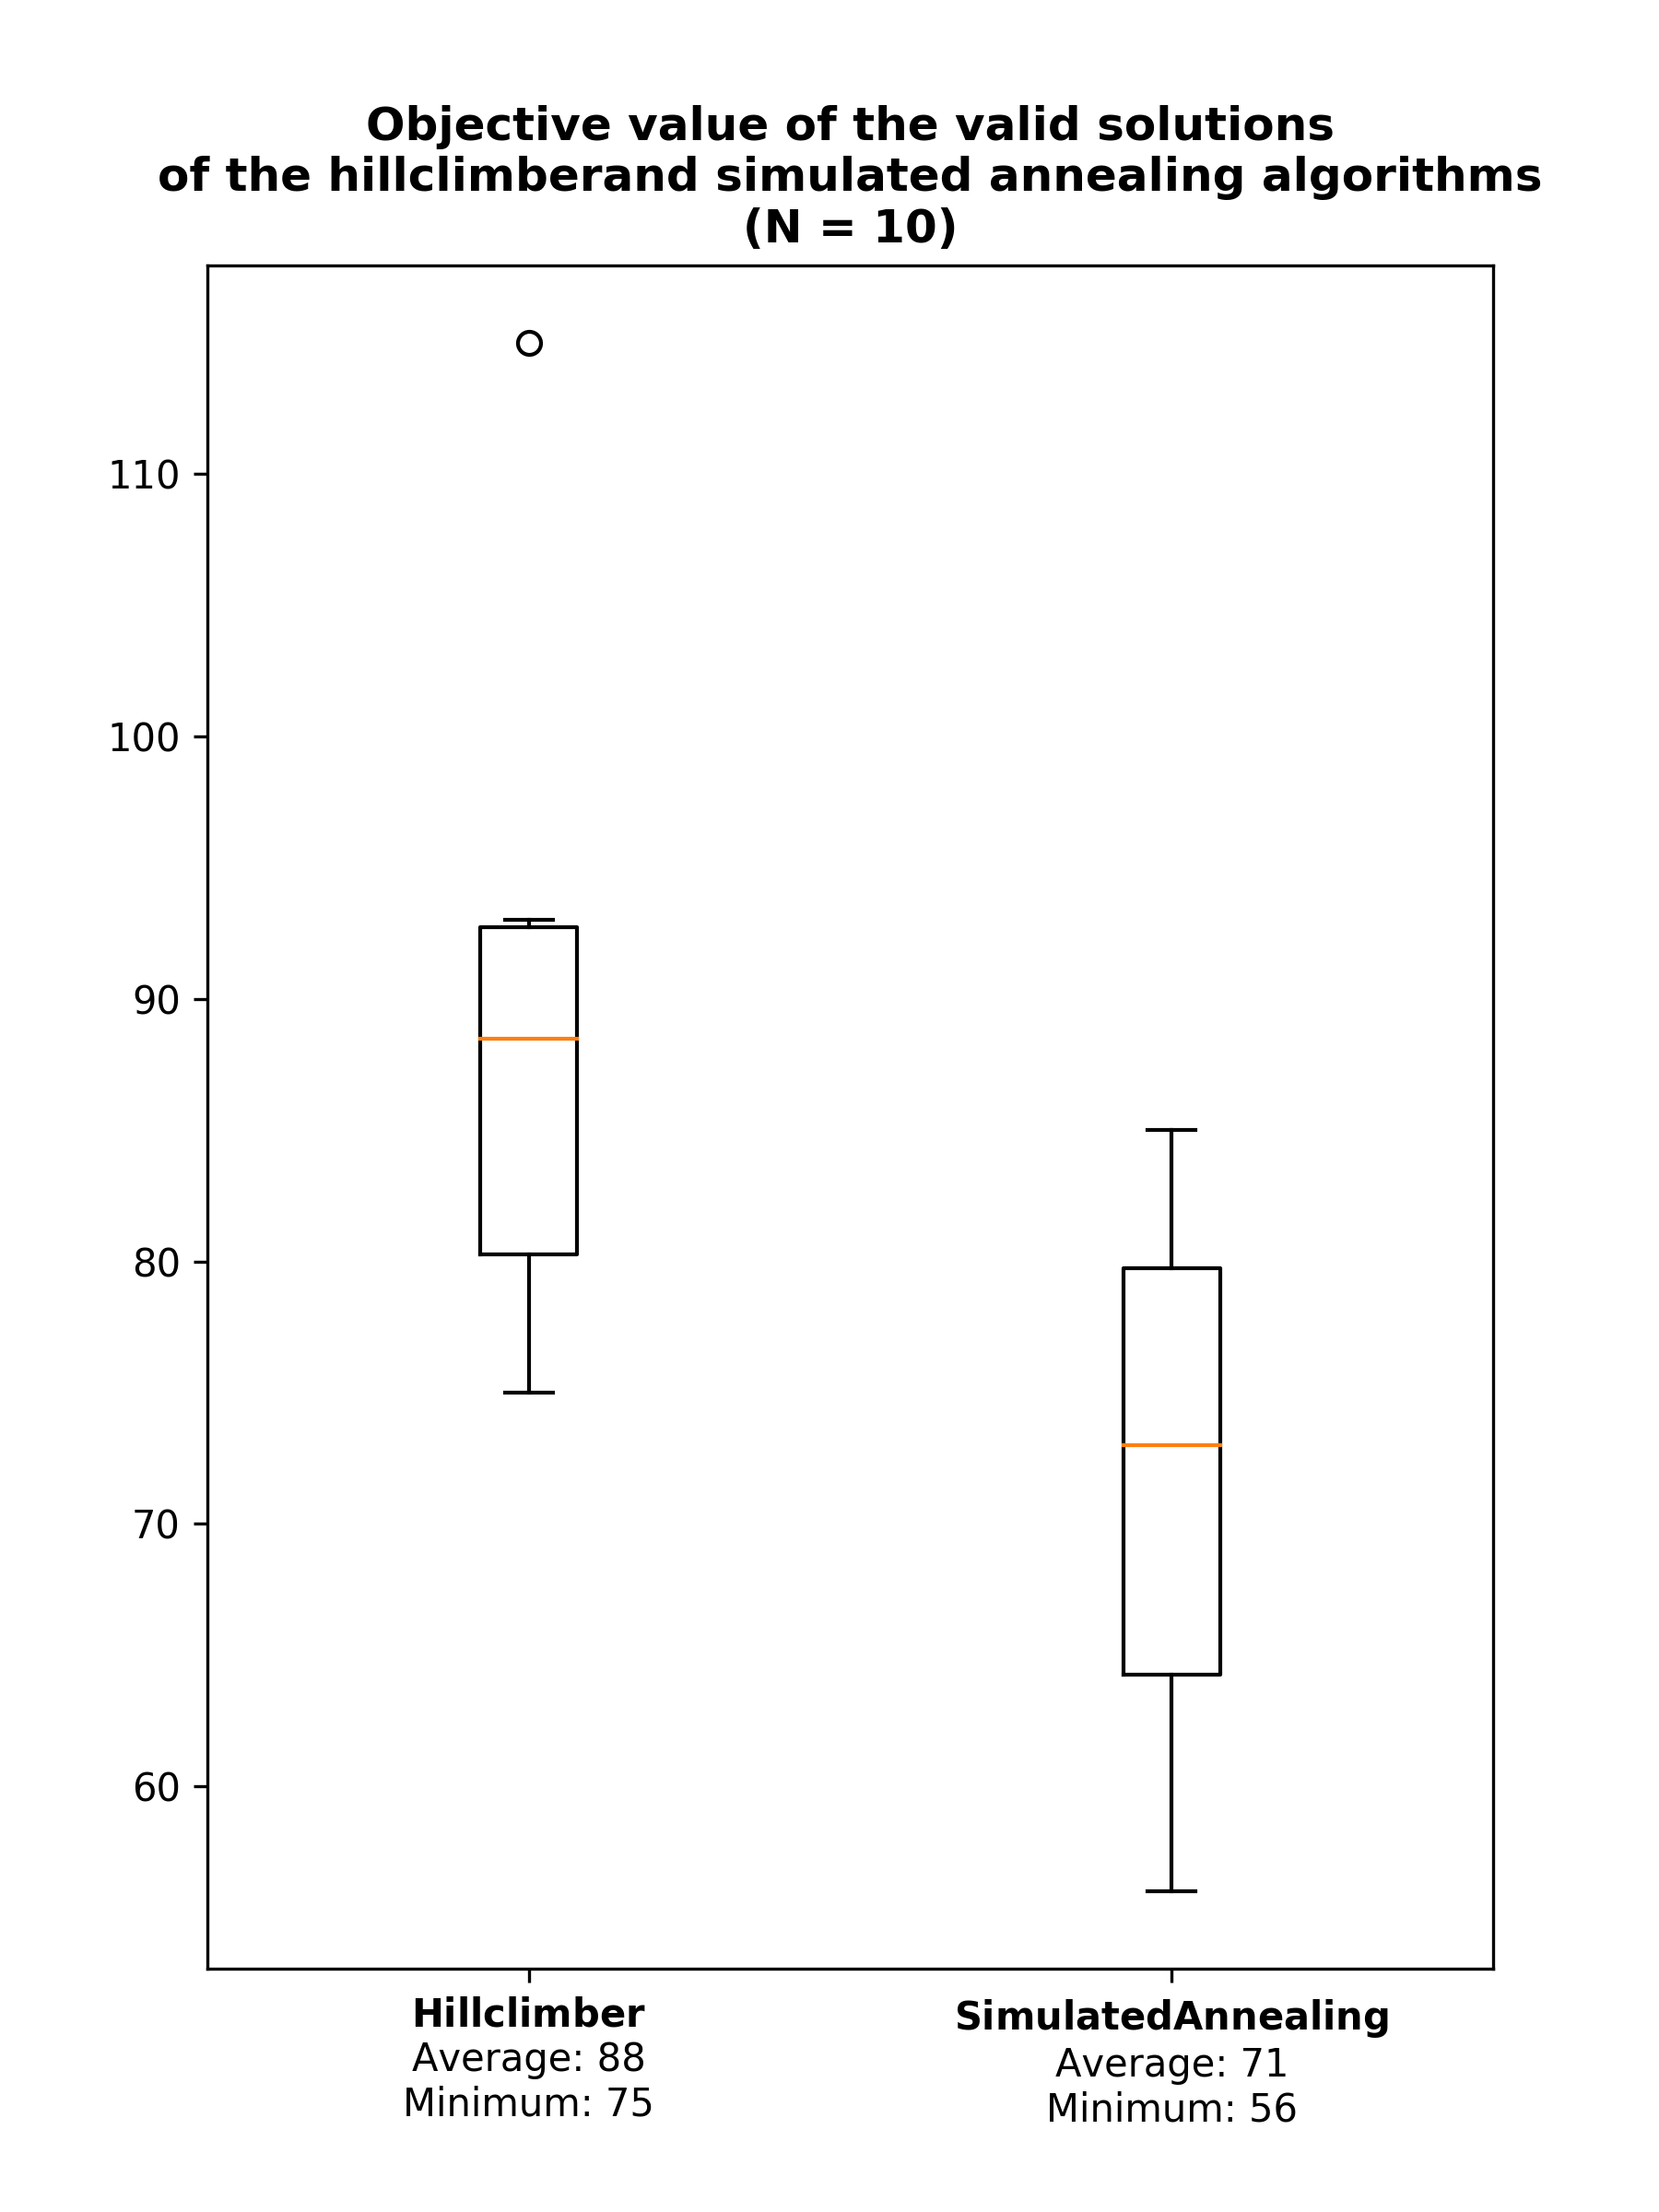 Objective value of the valid solutions
of the hillclimberand simulated annealing algorithms
(N = 10)
110
100
90
80
70
60
Hillclimber
Average: 88
Minimum: 75
SimulatedAnnealing
Average: 71
Minimum: 56